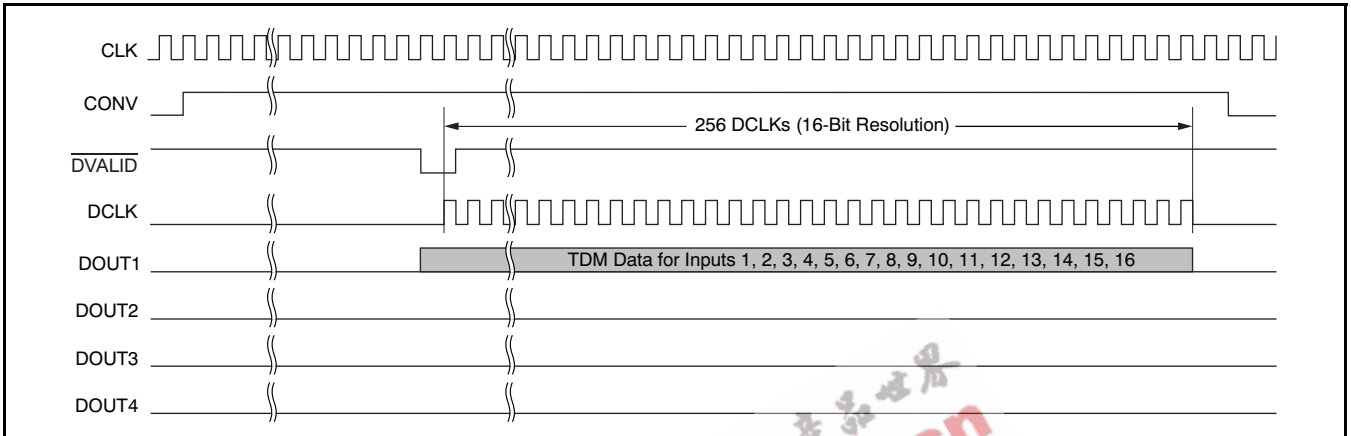 CLK
CONV
256 DCLKs (16-Bit Resolution)
DVALID
DCLK
DOUT1
TDM Data for Inputs 1, 2, 3, 4, 5, 6, 7, 8, 9, 10, 11, 12, 13, 14, 15, 16
DOUT2
DOUT3
DOUT4